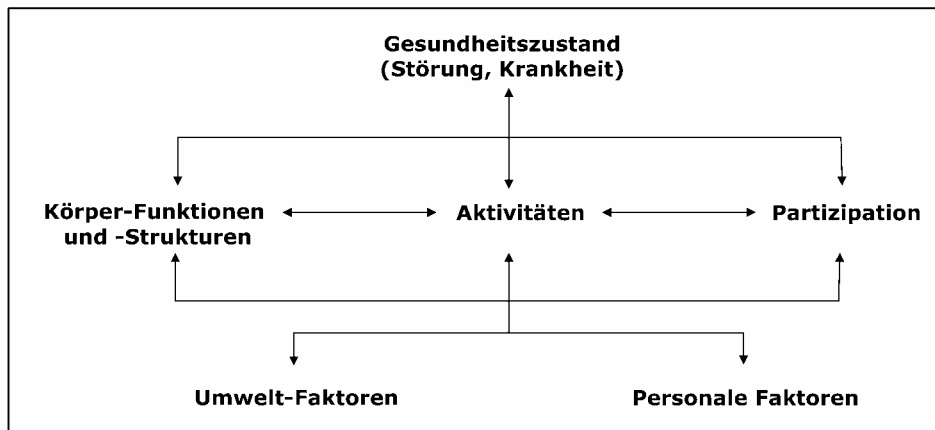 Gesundheitszustand
(Störung, Krankheit)
Körper-Funktionen
und -Strukturen
Aktivitäten
Partizipation
Umwelt-Faktoren
Personale Faktoren